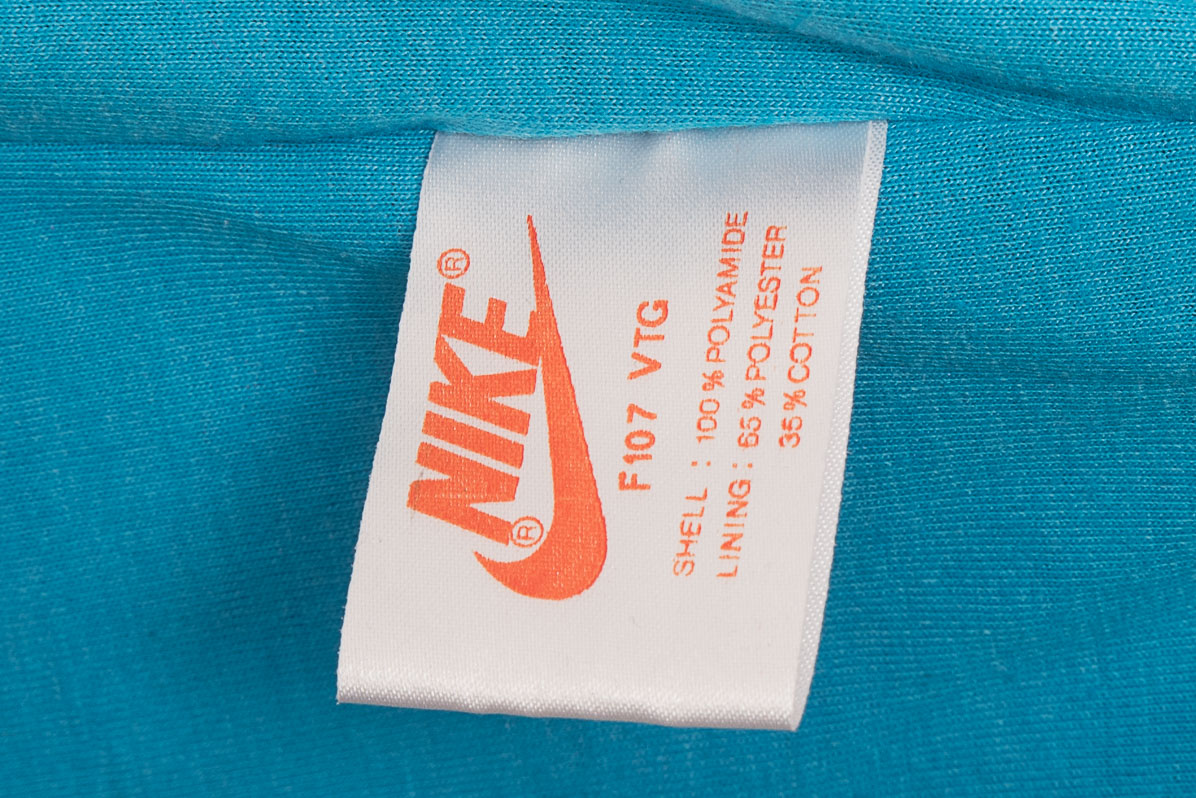 NIKE®
®
F107 VTG
SHELL : 100 % POLYAMIDE
LINING : 65 % POLYESTER
35 % COTTON